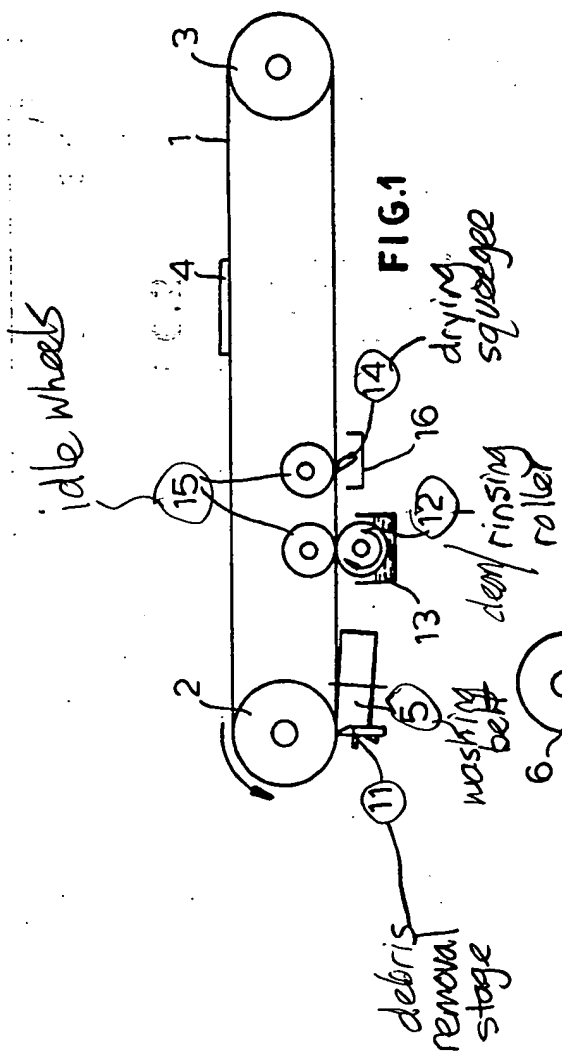 idle wheels
15
4
1
3
2
FIG.1
14
16
drying
squeegee
12
13
clean/ rinsing
roller
5
washing
belt
11
debris
removal
stage
6